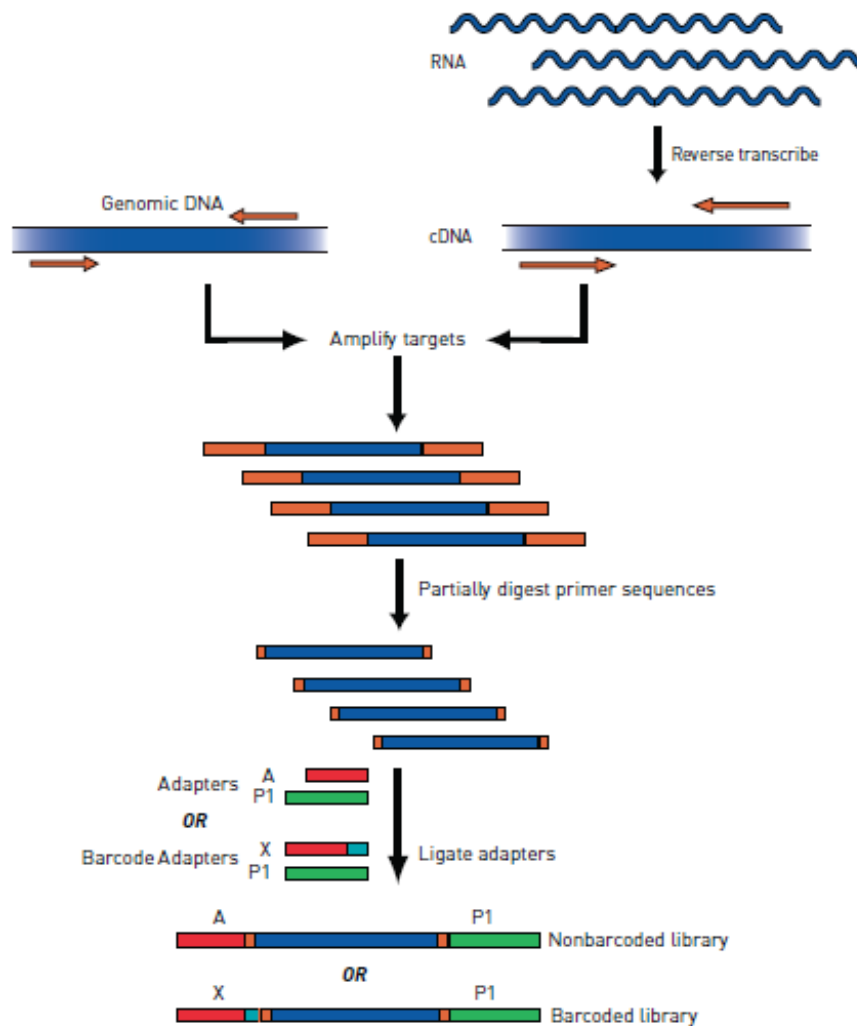 RNA
Reverse transcribe
Genomic DNA
cDNA
Amplify targets
Partially digest primer sequences
Adapters
A
P1
OR
Barcode Adapters
X
P1
Ligate adapters
A
P1
Nonbarcoded library
OR
X
P1
Barcoded library